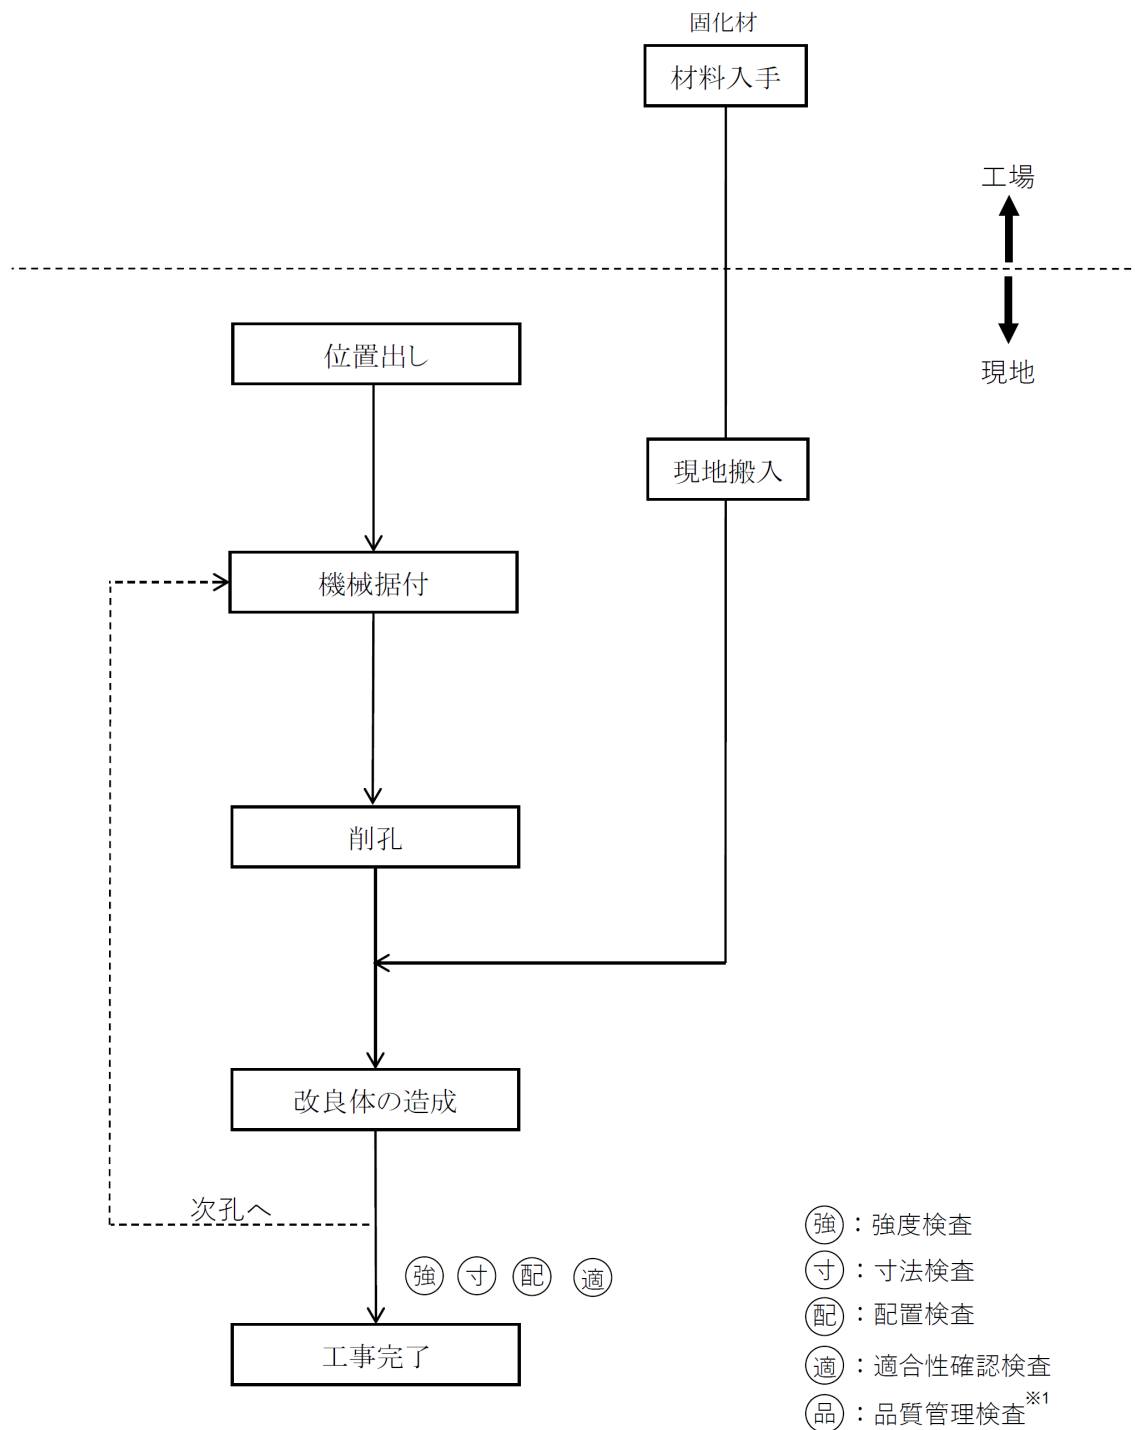 固化材
材料入手
工場
位置出し
現地
現地搬入
機械据付
削孔
改良体の造成
次孔へ
強 寸 配 適
工事完了
強：強度検査
寸：寸法検査
配：配置検査
適：適合性確認検査
品：品質管理検査※1